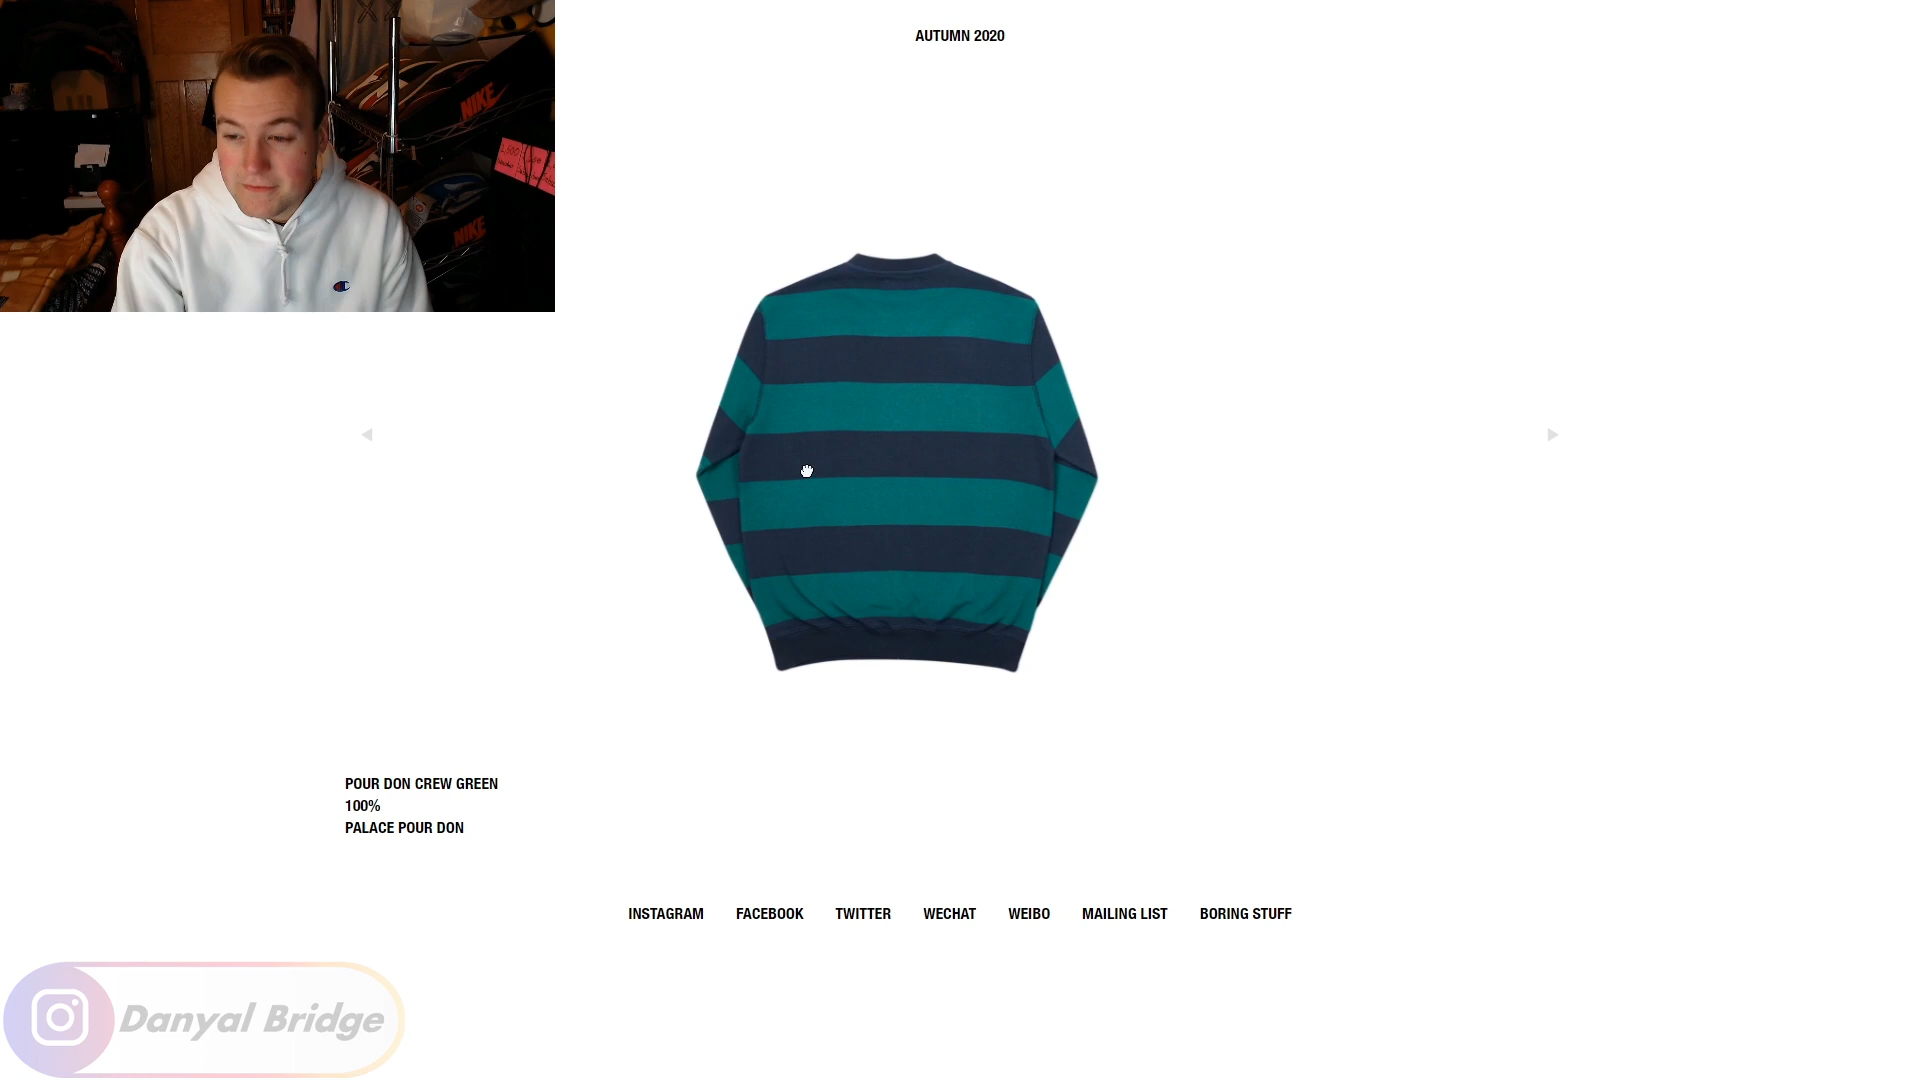 AUTUMN 2020
NIKE
NIKE
POUR DON CREW GREEN
100%
PALACE POUR DON
INSTAGRAM FACEBOOK TWITTER WECHAT WEIBO MAILING LIST BORING STUFF
Danyal Bridge